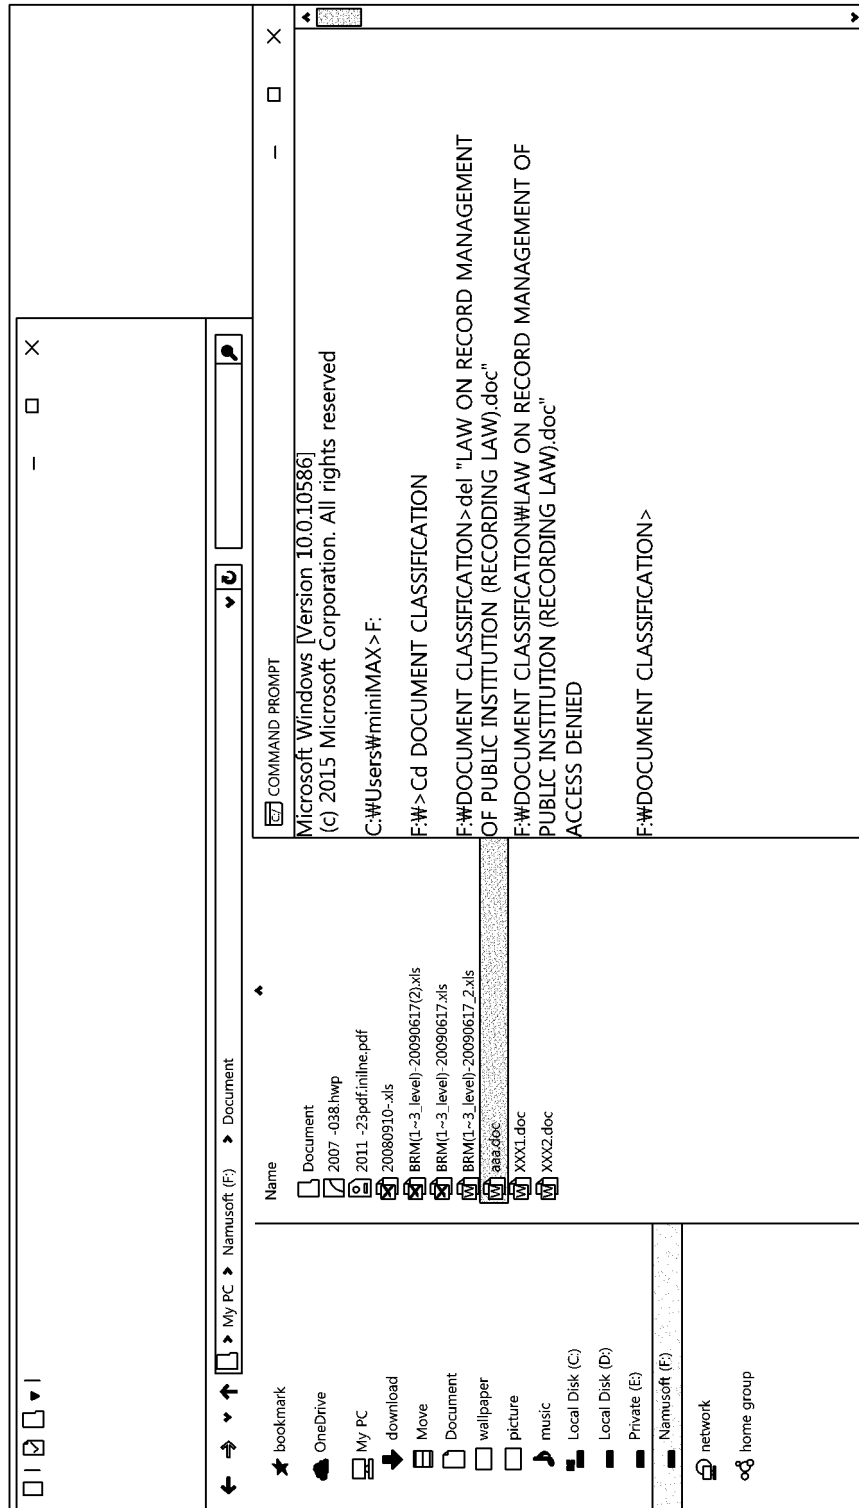 My PC > Namusoft (F:) > Document
bookmark
OneDrive
My PC
download
Move
Document
wallpaper
picture
music
Local Disk (C:)
Local Disk (D:)
Private (E:)
Namusoft (F:)
network
home group
Name
Document
2007 -038.hwp
2011 -23pdf.inilne.pdf
20080910-.xls
BRM(1~3_level)-20090617(2).xls
BRM(1~3_level)-20090617.xls
BRM(1~3_level)-20090617_2.xls
aaa.doc
XXX1.doc
XXX2.doc
C:/ COMMAND PROMPT
Microsoft Windows [Version 10.0.10586]
(c) 2015 Microsoft Corporation. All rights reserved
C:₩Users₩miniMAX>F:
F:₩>Cd DOCUMENT CLASSIFICATION
F:₩DOCUMENT CLASSIFICATION>del "LAW ON RECORD MANAGEMENT
OF PUBLIC INSTITUTION (RECORDING LAW).doc"
F:₩DOCUMENT CLASSIFICATION₩LAW ON RECORD MANAGEMENT OF
PUBLIC INSTITUTION (RECORDING LAW).doc"
ACCESS DENIED
F:₩DOCUMENT CLASSIFICATION>